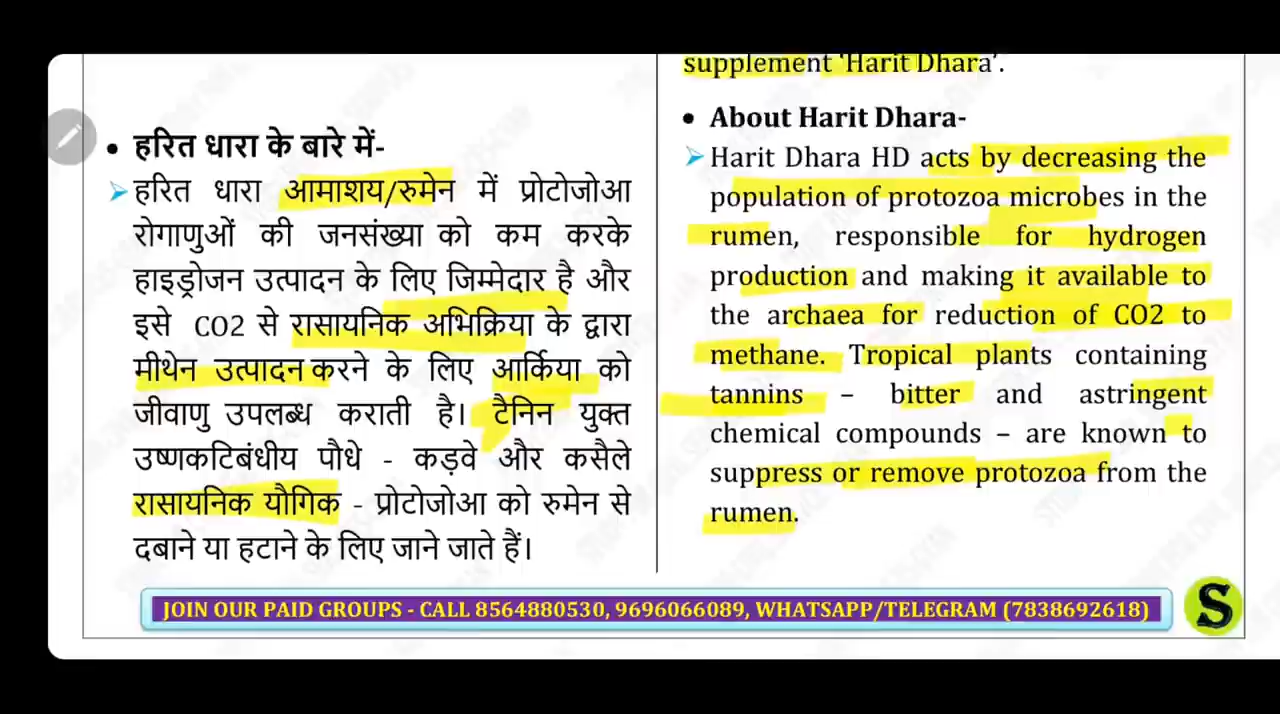 • हरित धारा के बारे में-
➢ हरित धारा आमाशय/रुमेन में प्रोटोजोआ
रोगाणुओं की जनसंख्या को कम करके
हाइड्रोजन उत्पादन के लिए जिम्मेदार है और
इसे CO2 से रासायनिक अभिक्रिया के द्वारा
मीथेन उत्पादन करने के लिए आर्किया को
जीवाणु उपलब्ध कराती है। टैनिन युक्त
उष्णकटिबंधीय पौधे - कड़वे और कसैले
रासायनिक यौगिक - प्रोटोजोआ को रुमेन से
दबाने या हटाने के लिए जाने जाते हैं।
supplement ‘Harit Dhara’.
• About Harit Dhara-
➢ Harit Dhara HD acts by decreasing the
population of protozoa microbes in the
rumen, responsible for hydrogen
production and making it available to
the archaea for reduction of CO2 to
methane. Tropical plants containing
tannins – bitter and astringent
chemical compounds – are known to
suppress or remove protozoa from the
rumen.
JOIN OUR PAID GROUPS - CALL 8564880530, 9696066089, WHATSAPP/TELEGRAM (7838692618)
S